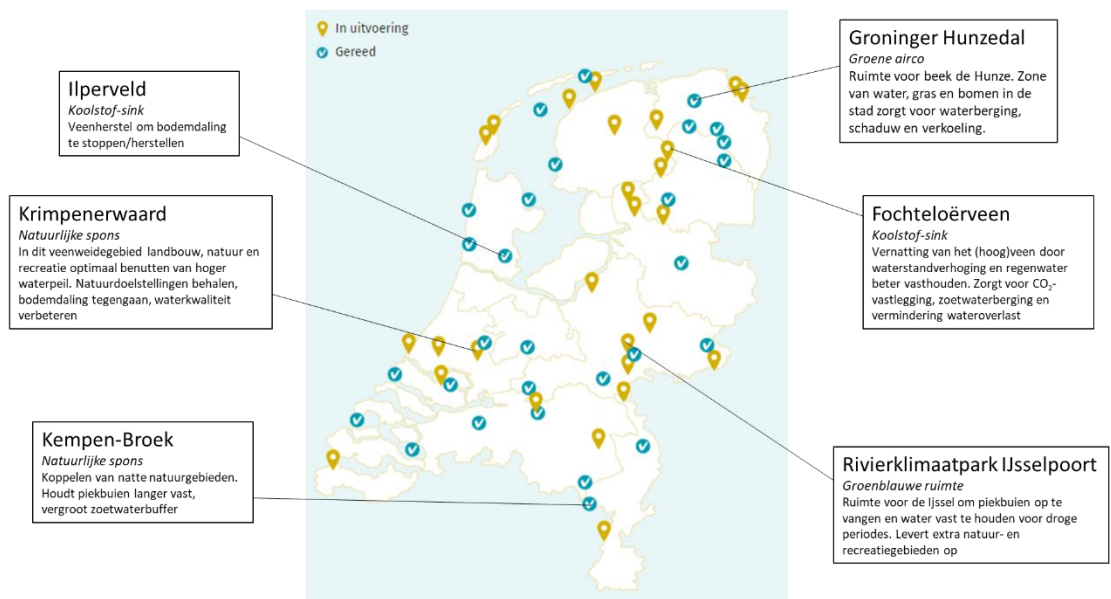 In uitvoering
Gereed
Ilperveld
Koolstof-sink
Veenherstel om bodemdaling
te stoppen/herstellen
Krimpenerwaard
Natuurlijke spons
In dit veenweidegebied landbouw, natuur en
recreatie optimaal benutten van hoger
waterpeil. Natuurdoelstellingen behalen,
bodemdaling tegengaan, waterkwaliteit
verbeteren
Kempen-Broek
Natuurlijke spons
Koppelen van natte natuurgebieden.
Houdt piekbuien langer vast,
vergroot zoetwaterbuffer
Groninger Hunzedal
Groene airco
Ruimte voor beek de Hunze. Zone
van water, gras en bomen in de
stad zorgt voor waterberging,
schaduw en verkoeling.
Fochteloërveen
Koolstof-sink
Vernatting van het (hoog)veen door
waterstandverhoging en regenwater
beter vasthouden. Zorgt voor CO₂-
vastlegging, zoetwaterberging en
vermindering wateroverlast
Rivierklimaatpark IJsselpoort
Groenblauwe ruimte
Ruimte voor de Ijssel om piekbuien op te
vangen en water vast te houden voor droge
periodes. Levert extra natuur- en
recreatiegebieden op